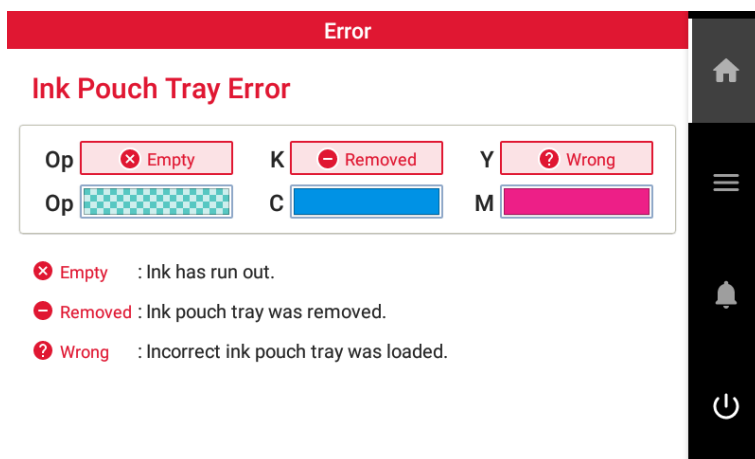 Error
Ink Pouch Tray Error
Op Empty K Removed Y Wrong
Op C M
Empty : Ink has run out.
Removed : Ink pouch tray was removed.
Wrong : Incorrect ink pouch tray was loaded.